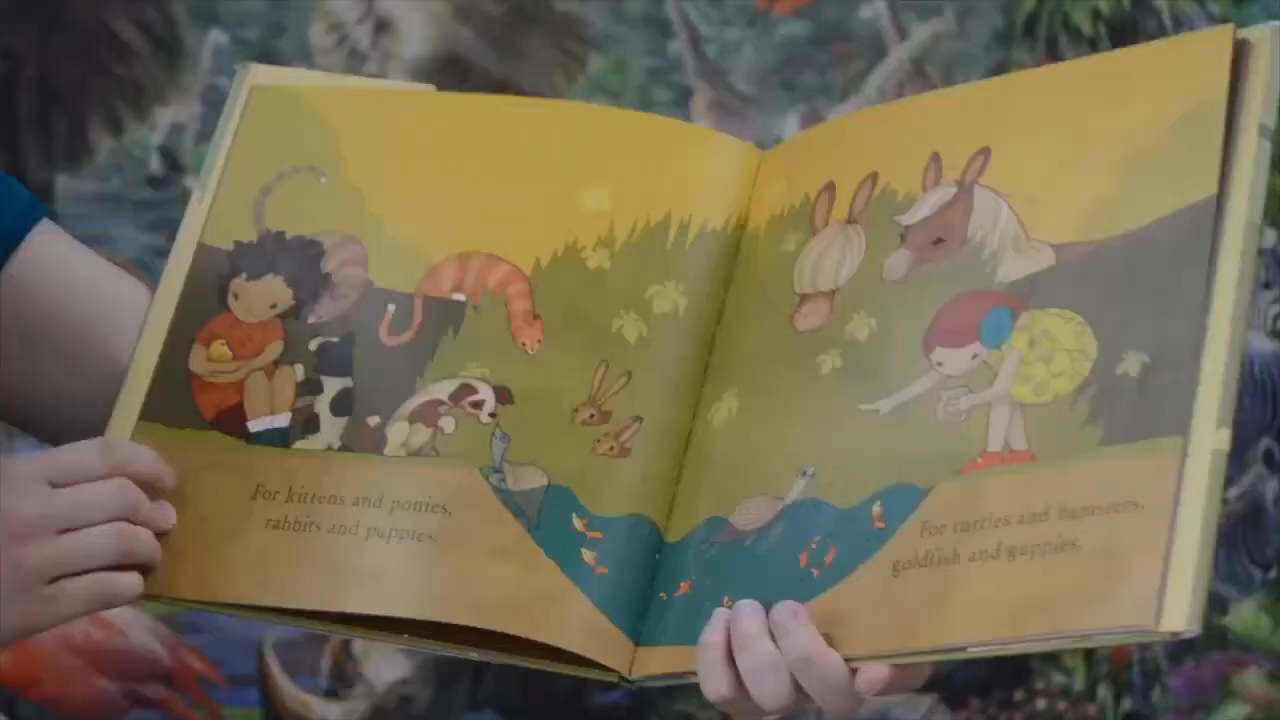 For kittens and ponies,
rabbits and puppies.
For turtles and hamsters,
goldfish and guppies.